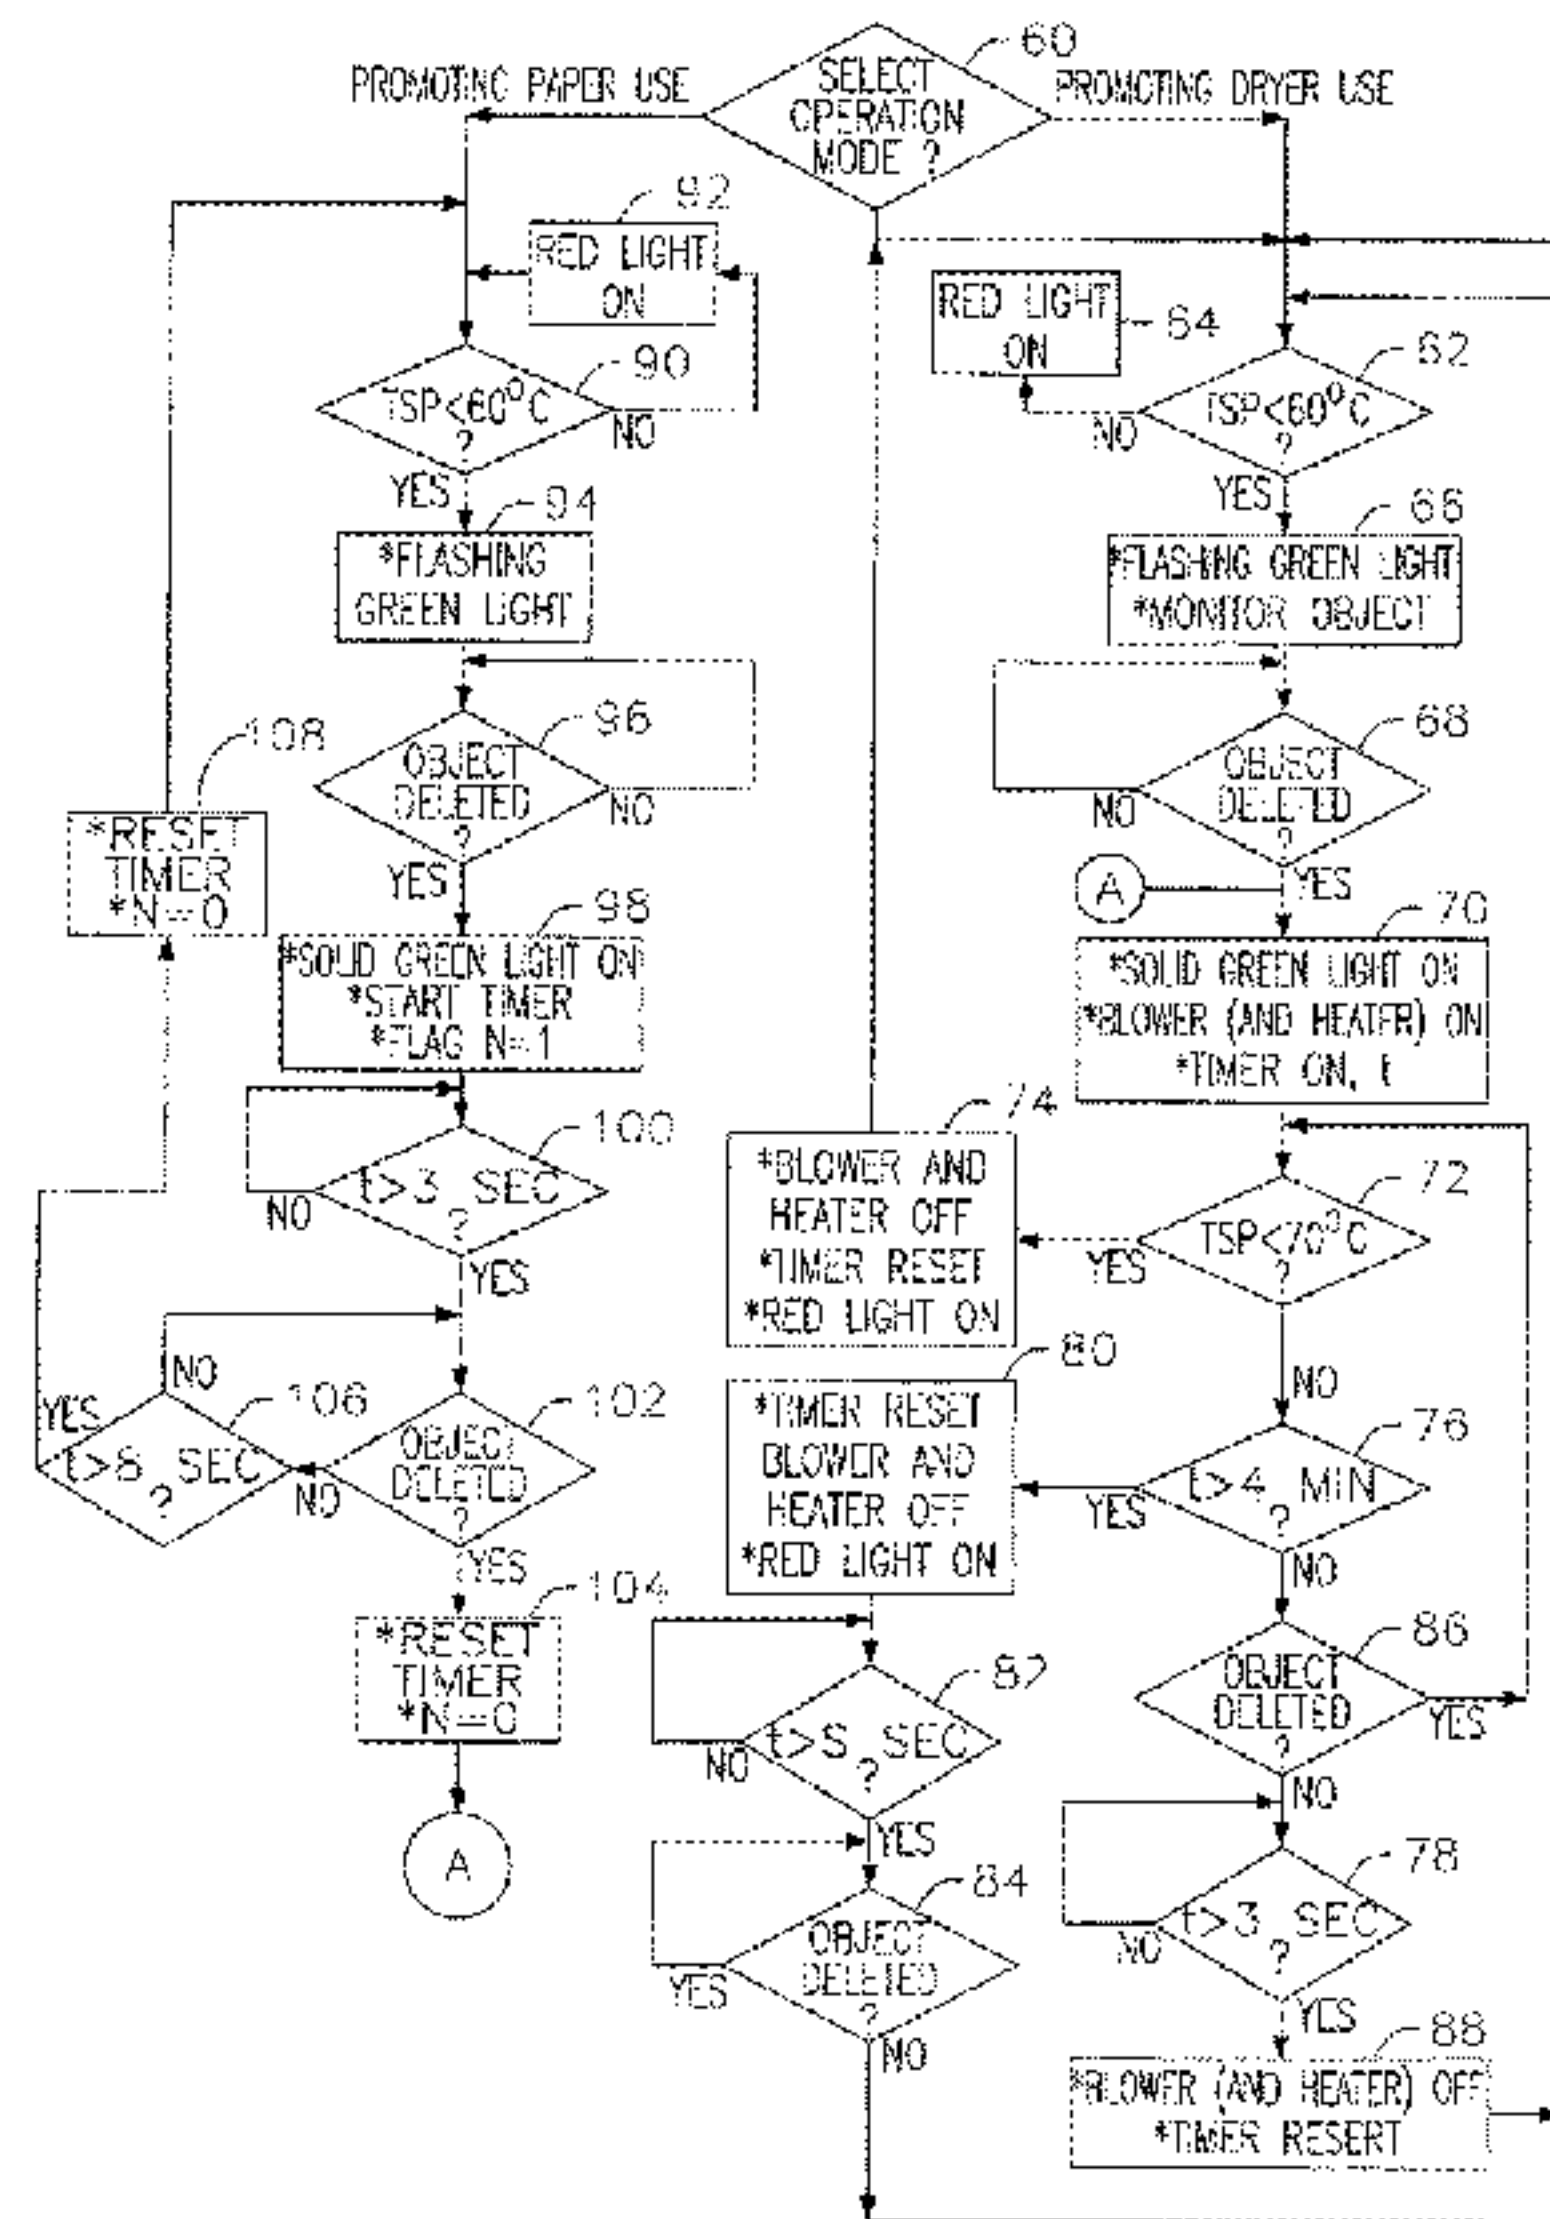 60
SELECT
OPERATION
MODE ?
PROMOTING PAPER USE
PROMOTING DRYER USE
92
RED LIGHT
ON
90
TSP<60°C
?
NO
YES
94
*FLASHING
GREEN LIGHT
96
OBJECT
DELETED
?
NO
YES
98
*SOLID GREEN LIGHT ON
*START TIMER
*FLAG N=1
100
t>3 SEC
?
NO
YES
102
OBJECT
DELETED
?
NO
YES
106
t>8 SEC
?
NO
YES
108
*RESET
TIMER
*N=0
104
*RESET
TIMER
*N=0
A
RED LIGHT
ON
64
62
TSP<60°C
?
NO
YES
66
*FLASHING GREEN LIGHT
*MONITOR OBJECT
68
OBJECT
DELETED
?
NO
YES
A
70
*SOLID GREEN LIGHT ON
*BLOWER (AND HEATER) ON
*TIMER ON, t
72
TSP<70°C
?
YES
NO
74
*BLOWER AND
HEATER OFF
*TIMER RESET
*RED LIGHT ON
76
t>4 MIN
?
YES
NO
80
*TIMER RESET
BLOWER AND
HEATER OFF
*RED LIGHT ON
82
t>S SEC
?
NO
YES
84
OBJECT
DELETED
?
YES
NO
86
OBJECT
DELETED
?
YES
NO
78
t>3 SEC
?
NO
YES
88
*BLOWER (AND HEATER) OFF
*TIMER RESERT